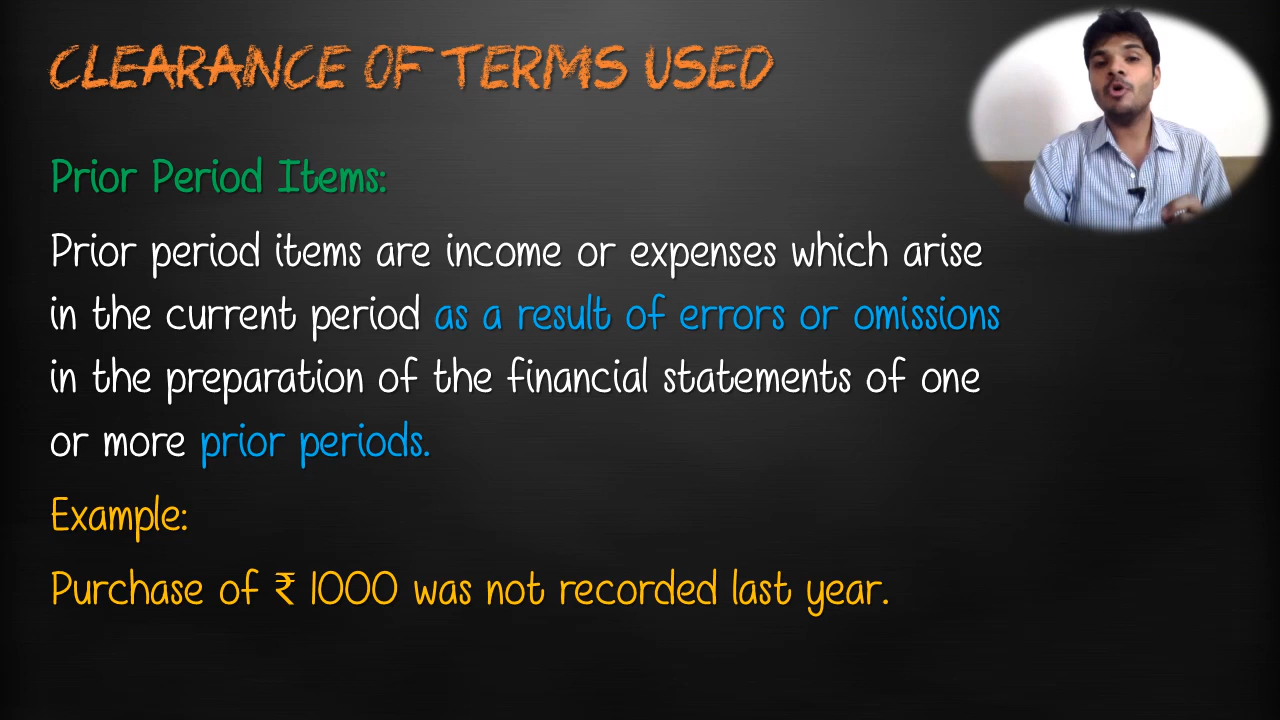 CLEARANCE OF TERMS USED
Prior Period Items:
Prior period items are income or expenses which arise
in the current period as a result of errors or omissions
in the preparation of the financial statements of one
or more prior periods.
Example:
Purchase of ₹ 1000 was not recorded last year.